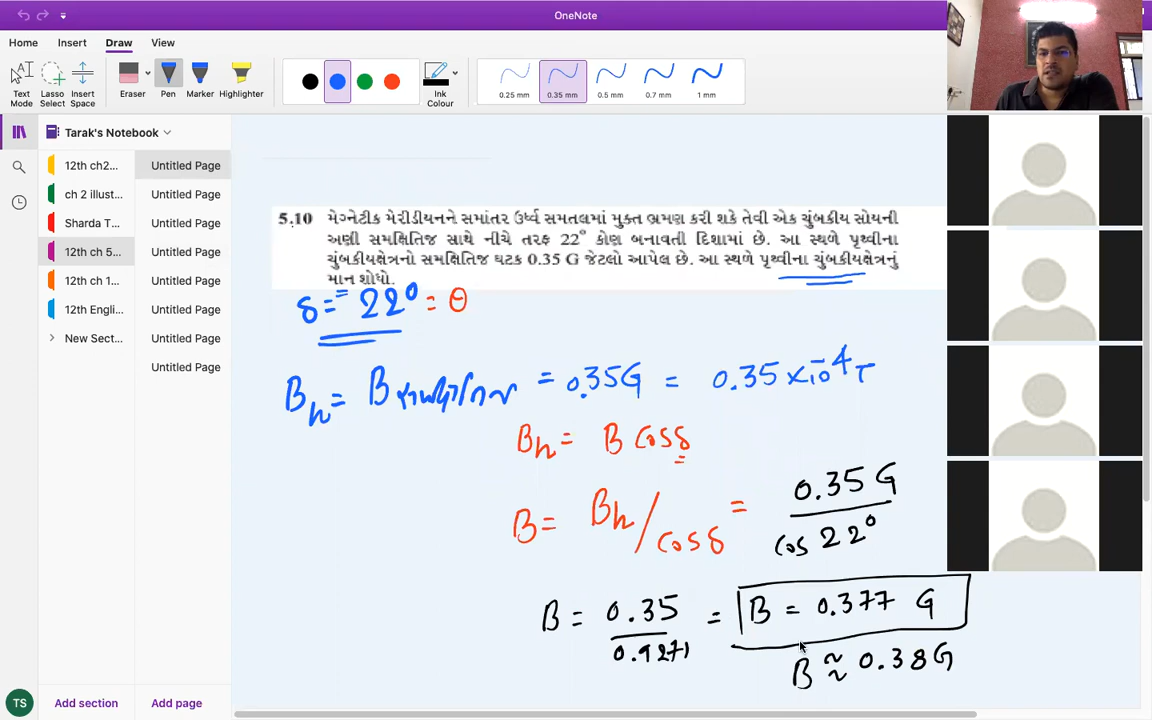 OneNote
Home Insert Draw View
Text Mode
Lasso Select
Insert Space
Eraser
Pen
Marker
Highlighter
Ink Colour
0.25 mm
0.35 mm
0.5 mm
0.7 mm
1 mm
Tarak's Notebook
12th ch2...
Untitled Page
ch 2 illust...
Untitled Page
Sharda T...
Untitled Page
12th ch 5...
Untitled Page
12th ch 1...
Untitled Page
12th Engli...
Untitled Page
New Sect...
Untitled Page
Untitled Page
5.10 મેગ્નેટીક મેરીડીયનને સમાંતર ઉર્ધ્વ સમતલમાં મુક્ત ભ્રમણ કરી શકે તેવી એક ચુંબકીય સોયની
અણી સમક્ષિતિજ સાથે નીચે તરફ 22° કોણ બનાવતી દિશામાં છે. આ સ્થળે પૃથ્વીના
ચુંબકીયક્ષેત્રનો સમક્ષિતિજ ઘટક 0.35 G જેટલો આપેલ છે. આ સ્થળે પૃથ્વીના ચુંબકીયક્ષેત્રનું
માન શોધો.
δ = 22° = θ
Bh = B = 0.35G = 0.35 × 10^-4 T
Bh = B cos δ
B = Bh / cos δ = 0.35 G / cos 22°
B = 0.35 / 0.9271 = B = 0.377 G
B ≈ 0.38 G
TS
Add section
Add page